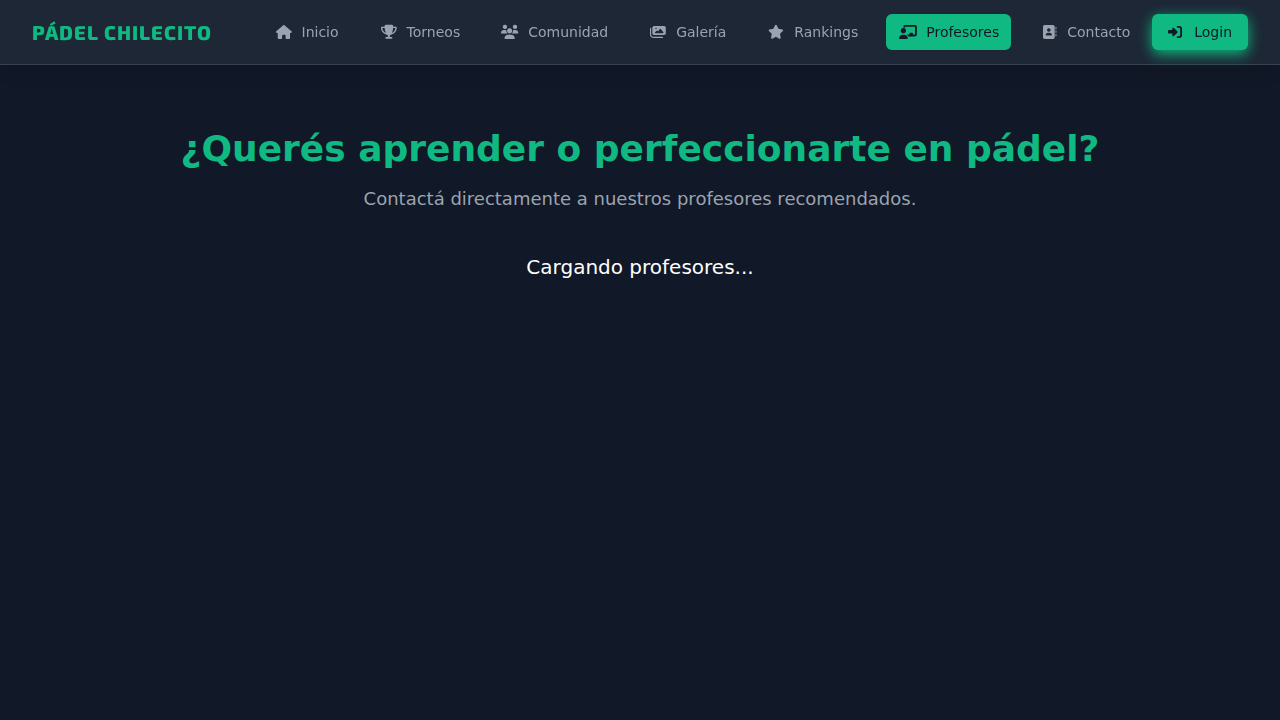 PÁDEL CHILECITO
Inicio
Torneos
Comunidad
Galería
Rankings
Profesores
Contacto
Login
¿Querés aprender o perfeccionarte en pádel?
Contactá directamente a nuestros profesores recomendados.
Cargando profesores...